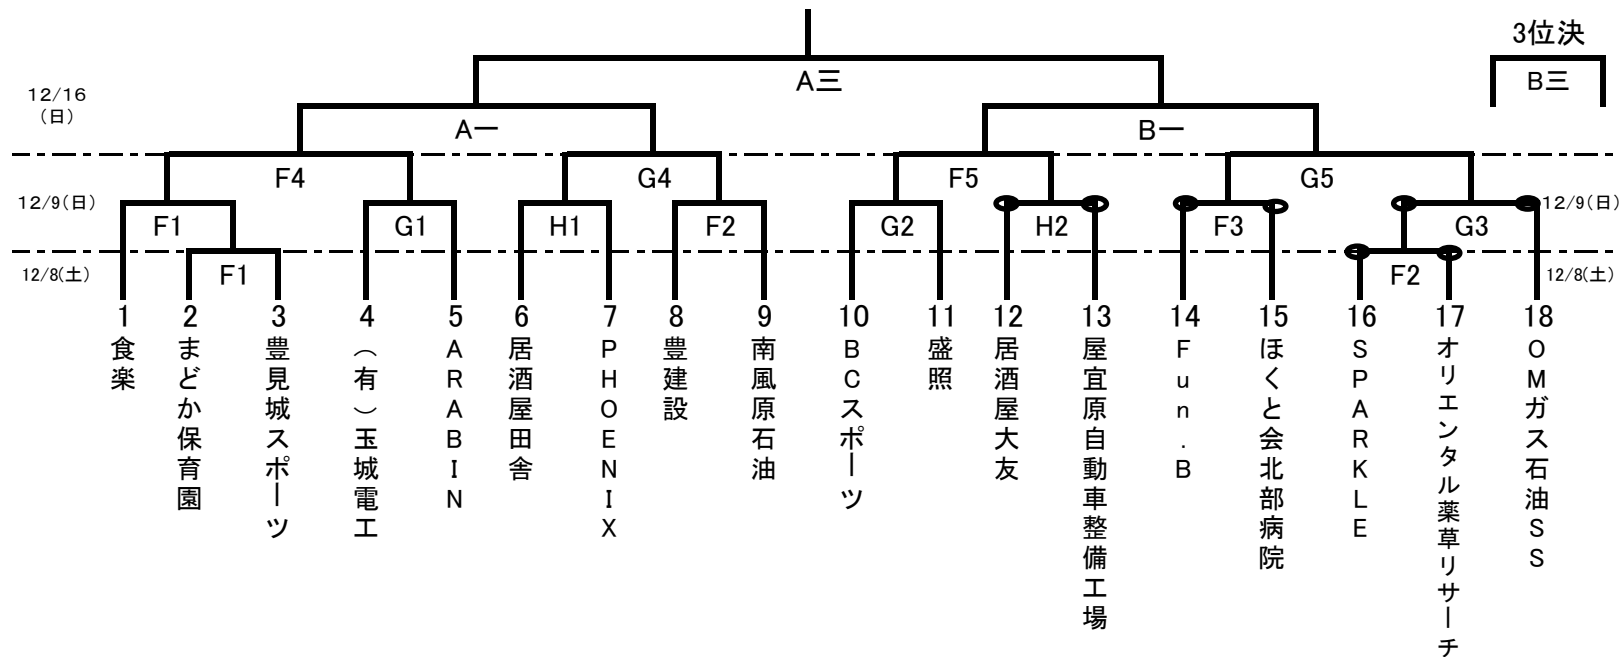 3位決
A三
B三
12/16
(日)
A一
B一
F4
G4
F5
G5
12/9(日)
12/9(日)
F1
G1
H1
F2
G2
H2
F3
G3
12/8(土)
F1
F2
12/8(土)
1
2
3
4
5
6
7
8
9
10
11
12
13
14
15
16
17
18
食楽
まどか保育園
豊見城スポーツ
(有)玉城電工
ARABIN
居酒屋田舎
PHOENIX
豊建設
南風原石油
BCスポーツ
盛照
居酒屋大友
屋宜原自動車整備工場
Fun.B
ほくと会北部病院
SPARKLE
オリエンタル薬草リサーチ
OMガス石油SS